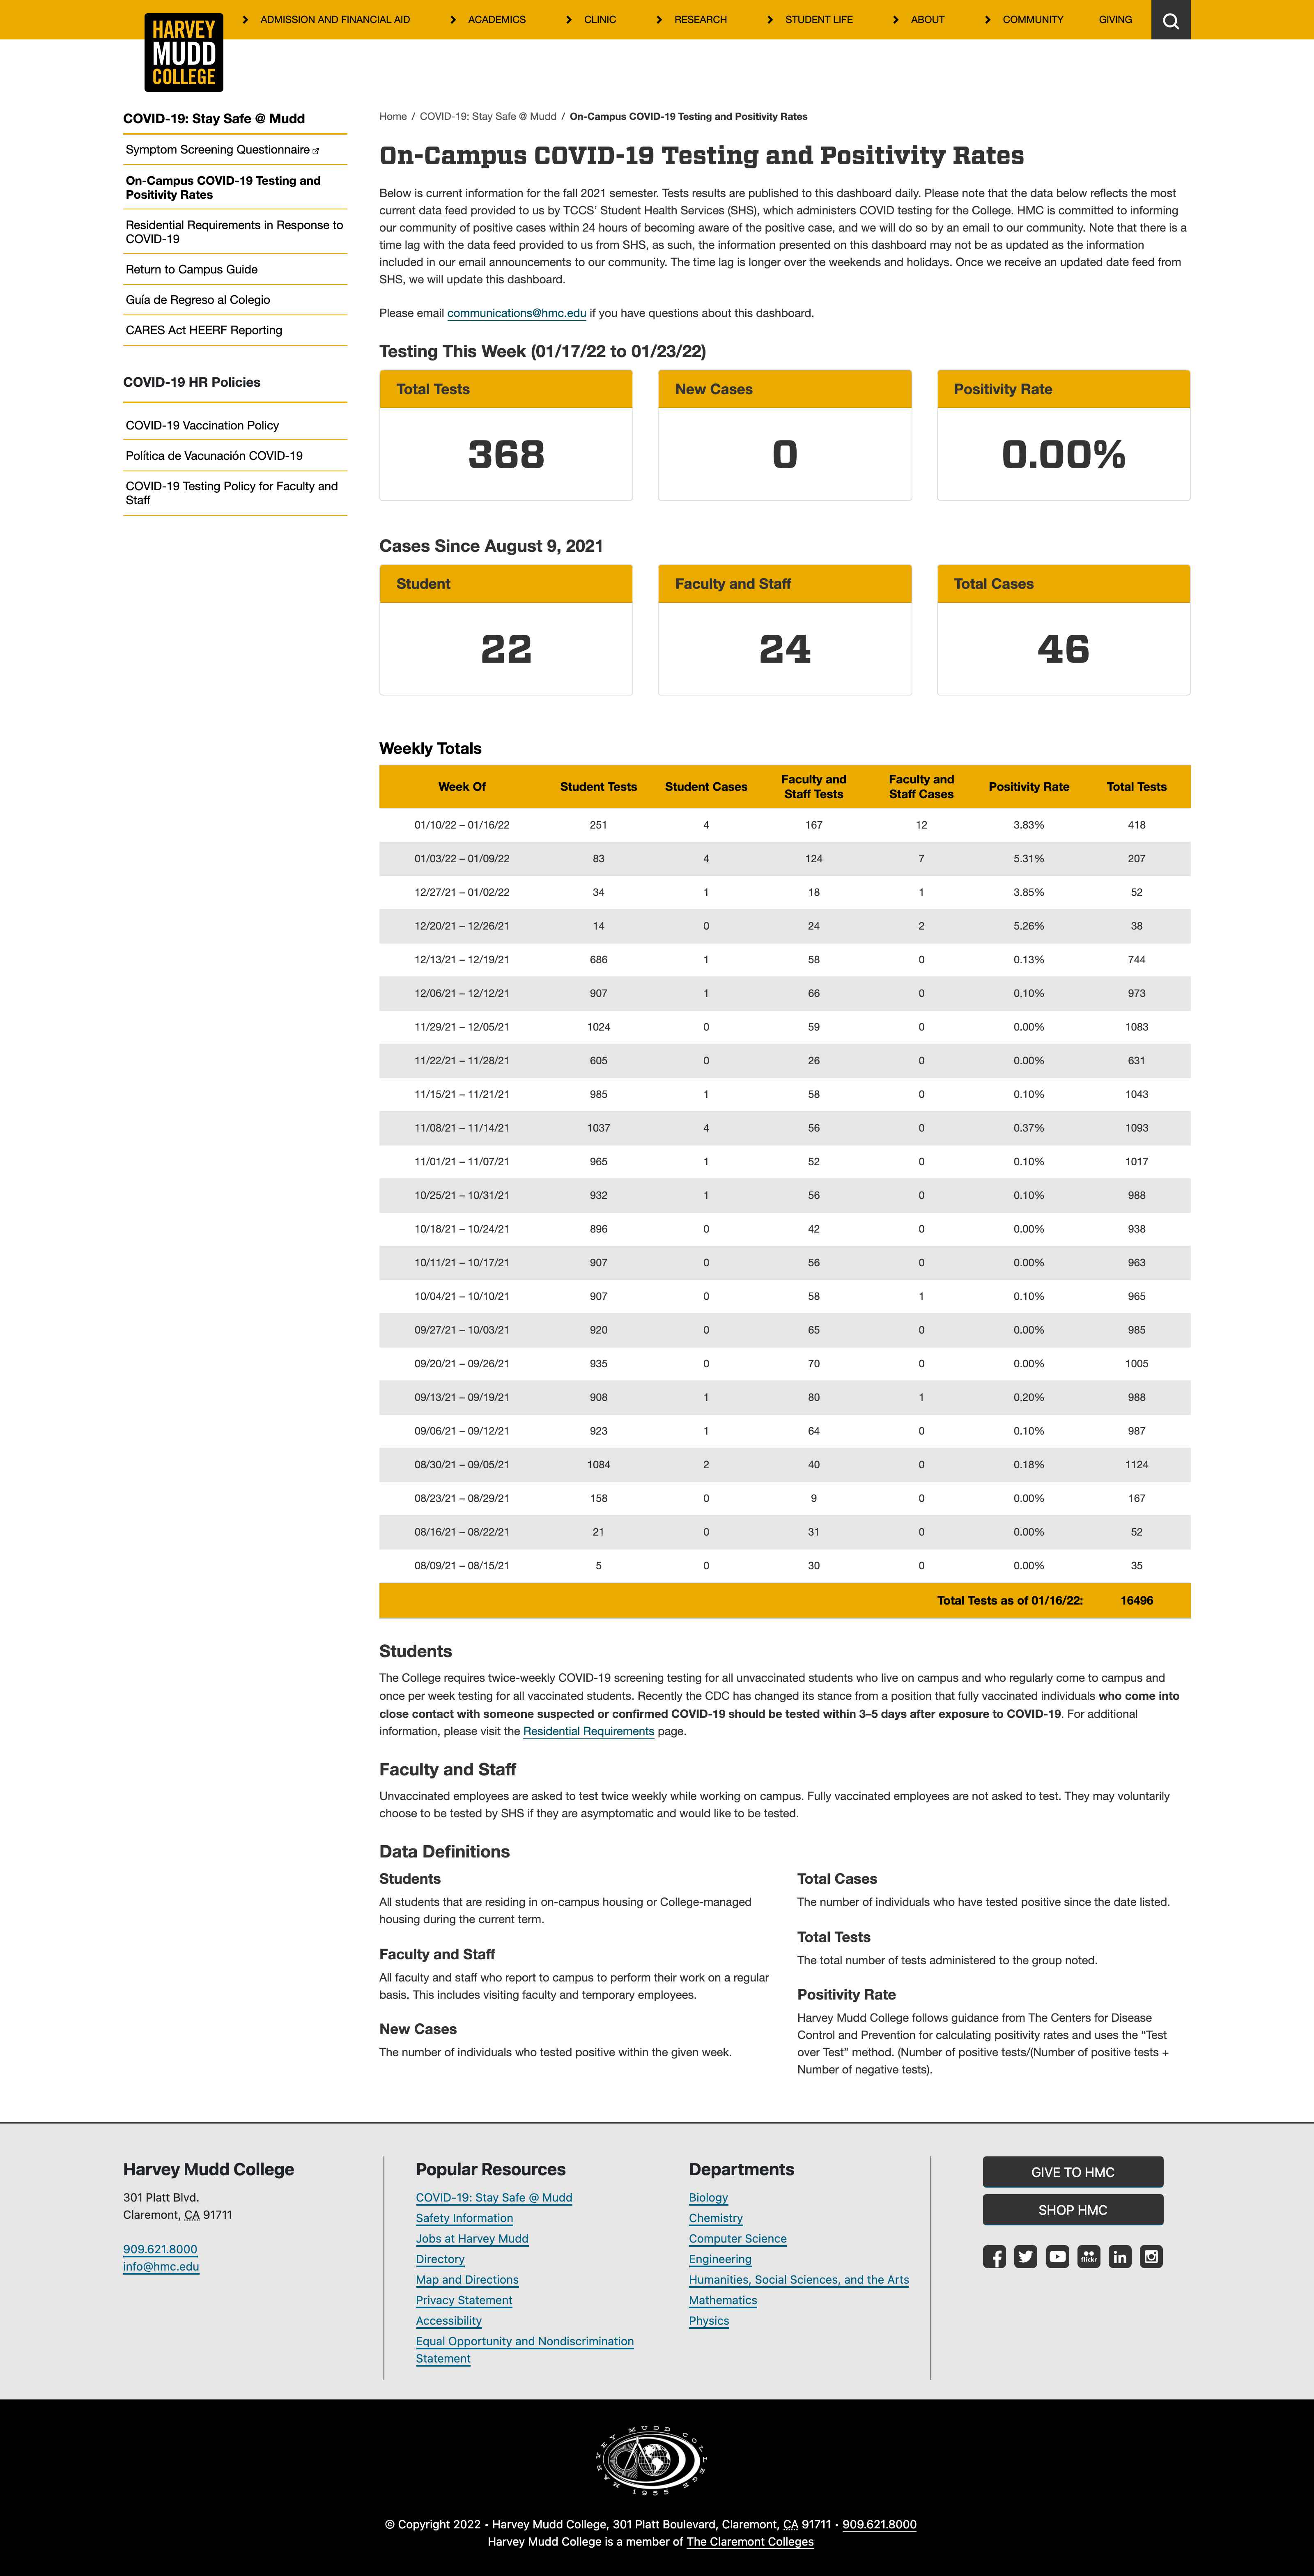 HARVEY
MUDD
COLLEGE
ADMISSION AND FINANCIAL AID
ACADEMICS
CLINIC
RESEARCH
STUDENT LIFE
ABOUT
COMMUNITY
GIVING
COVID-19: Stay Safe @ Mudd
Symptom Screening Questionnaire
On-Campus COVID-19 Testing and
Positivity Rates
Residential Requirements in Response to
COVID-19
Return to Campus Guide
Guía de Regreso al Colegio
CARES Act HEERF Reporting
COVID-19 HR Policies
COVID-19 Vaccination Policy
Política de Vacunación COVID-19
COVID-19 Testing Policy for Faculty and
Staff
Home / COVID-19: Stay Safe @ Mudd / On-Campus COVID-19 Testing and Positivity Rates
On-Campus COVID-19 Testing and Positivity Rates
Below is current information for the fall 2021 semester. Tests results are published to this dashboard daily. Please note that the data below reflects the most
current data feed provided to us by TCCS' Student Health Services (SHS), which administers COVID testing for the College. HMC is committed to informing
our community of positive cases within 24 hours of becoming aware of the positive case, and we will do so by an email to our community. Note that there is a
time lag with the data feed provided to us from SHS, as such, the information presented on this dashboard may not be as updated as the information
included in our email announcements to our community. The time lag is longer over the weekends and holidays. Once we receive an updated date feed from
SHS, we will update this dashboard.
Please email communications@hmc.edu if you have questions about this dashboard.
Testing This Week (01/17/22 to 01/23/22)
Total Tests
368
New Cases
0
Positivity Rate
0.00%
Cases Since August 9, 2021
Student
22
Faculty and Staff
24
Total Cases
46
Weekly Totals
Week Of Student Tests Student Cases Faculty and Staff Tests Faculty and Staff Cases Positivity Rate Total Tests
01/10/22 – 01/16/22 251 4 167 12 3.83% 418
01/03/22 – 01/09/22 83 4 124 7 5.31% 207
12/27/21 – 01/02/22 34 1 18 1 3.85% 52
12/20/21 – 12/26/21 14 0 24 2 5.26% 38
12/13/21 – 12/19/21 686 1 58 0 0.13% 744
12/06/21 – 12/12/21 907 1 66 0 0.10% 973
11/29/21 – 12/05/21 1024 0 59 0 0.00% 1083
11/22/21 – 11/28/21 605 0 26 0 0.00% 631
11/15/21 – 11/21/21 985 1 58 0 0.10% 1043
11/08/21 – 11/14/21 1037 4 56 0 0.37% 1093
11/01/21 – 11/07/21 965 1 52 0 0.10% 1017
10/25/21 – 10/31/21 932 1 56 0 0.10% 988
10/18/21 – 10/24/21 896 0 42 0 0.00% 938
10/11/21 – 10/17/21 907 0 56 0 0.00% 963
10/04/21 – 10/10/21 907 0 58 1 0.10% 965
09/27/21 – 10/03/21 920 0 65 0 0.00% 985
09/20/21 – 09/26/21 935 0 70 0 0.00% 1005
09/13/21 – 09/19/21 908 1 80 1 0.20% 988
09/06/21 – 09/12/21 923 1 64 0 0.10% 987
08/30/21 – 09/05/21 1084 2 40 0 0.18% 1124
08/23/21 – 08/29/21 158 0 9 0 0.00% 167
08/16/21 – 08/22/21 21 0 31 0 0.00% 52
08/09/21 – 08/15/21 5 0 30 0 0.00% 35
Total Tests as of 01/16/22: 16496
Students
The College requires twice-weekly COVID-19 screening testing for all unvaccinated students who live on campus and who regularly come to campus and
once per week testing for all vaccinated students. Recently the CDC has changed its stance from a position that fully vaccinated individuals who come into
close contact with someone suspected or confirmed COVID-19 should be tested within 3–5 days after exposure to COVID-19. For additional
information, please visit the Residential Requirements page.
Faculty and Staff
Unvaccinated employees are asked to test twice weekly while working on campus. Fully vaccinated employees are not asked to test. They may voluntarily
choose to be tested by SHS if they are asymptomatic and would like to be tested.
Data Definitions
Students
All students that are residing in on-campus housing or College-managed
housing during the current term.
Faculty and Staff
All faculty and staff who report to campus to perform their work on a regular
basis. This includes visiting faculty and temporary employees.
New Cases
The number of individuals who tested positive within the given week.
Total Cases
The number of individuals who have tested positive since the date listed.
Total Tests
The total number of tests administered to the group noted.
Positivity Rate
Harvey Mudd College follows guidance from The Centers for Disease
Control and Prevention for calculating positivity rates and uses the “Test
over Test” method. (Number of positive tests/(Number of positive tests +
Number of negative tests).
Harvey Mudd College
301 Platt Blvd.
Claremont, CA 91711
909.621.8000
info@hmc.edu
Popular Resources
COVID-19: Stay Safe @ Mudd
Safety Information
Jobs at Harvey Mudd
Directory
Map and Directions
Privacy Statement
Accessibility
Equal Opportunity and Nondiscrimination
Statement
Departments
Biology
Chemistry
Computer Science
Engineering
Humanities, Social Sciences, and the Arts
Mathematics
Physics
GIVE TO HMC
SHOP HMC
flickr
HARVEY MUDD COLLEGE
1955
© Copyright 2022 • Harvey Mudd College, 301 Platt Boulevard, Claremont, CA 91711 • 909.621.8000
Harvey Mudd College is a member of The Claremont Colleges